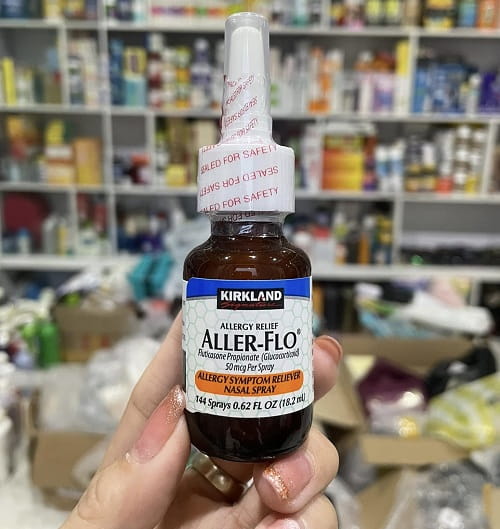 SEALED FOR SAFETY
SEALED FOR SAFETY
SEALED FOR SAFETY
KIRKLAND
Signature
ALLERGY RELIEF
ALLER-FLO®
Fluticasone Propionate (Glucocorticoid)
50 mcg Per Spray
ALLERGY SYMPTOM RELIEVER
NASAL SPRAY
144 Sprays 0.62 FL OZ (18.2 mL)